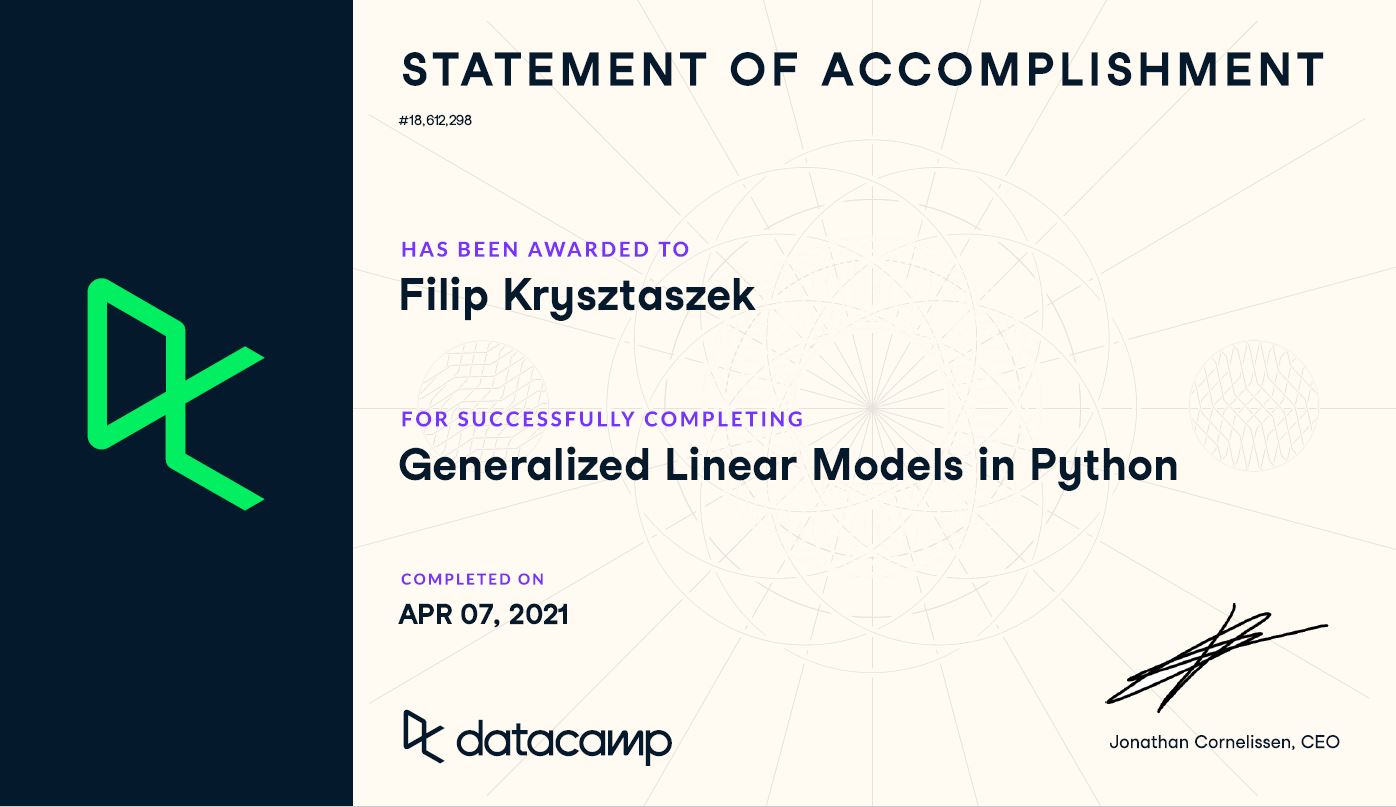 STATEMENT OF ACCOMPLISHMENT
#18,612,298
HAS BEEN AWARDED TO
Filip Krysztaszek
FOR SUCCESSFULLY COMPLETING
Generalized Linear Models in Python
COMPLETED ON
APR 07, 2021
datacamp
Jonathan Cornelissen, CEO